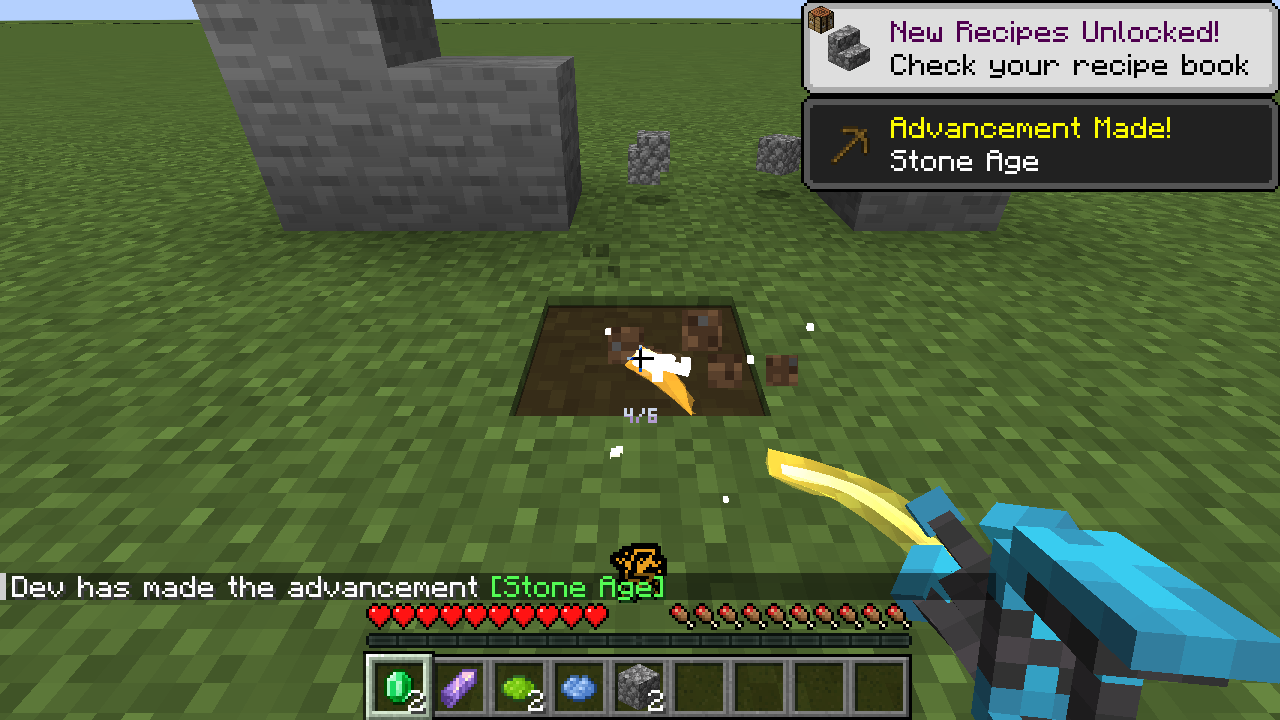 New Recipes Unlocked!
Check your recipe book
Advancement Made!
Stone Age
4/6
Dev has made the advancement [Stone Age]
2
2
2